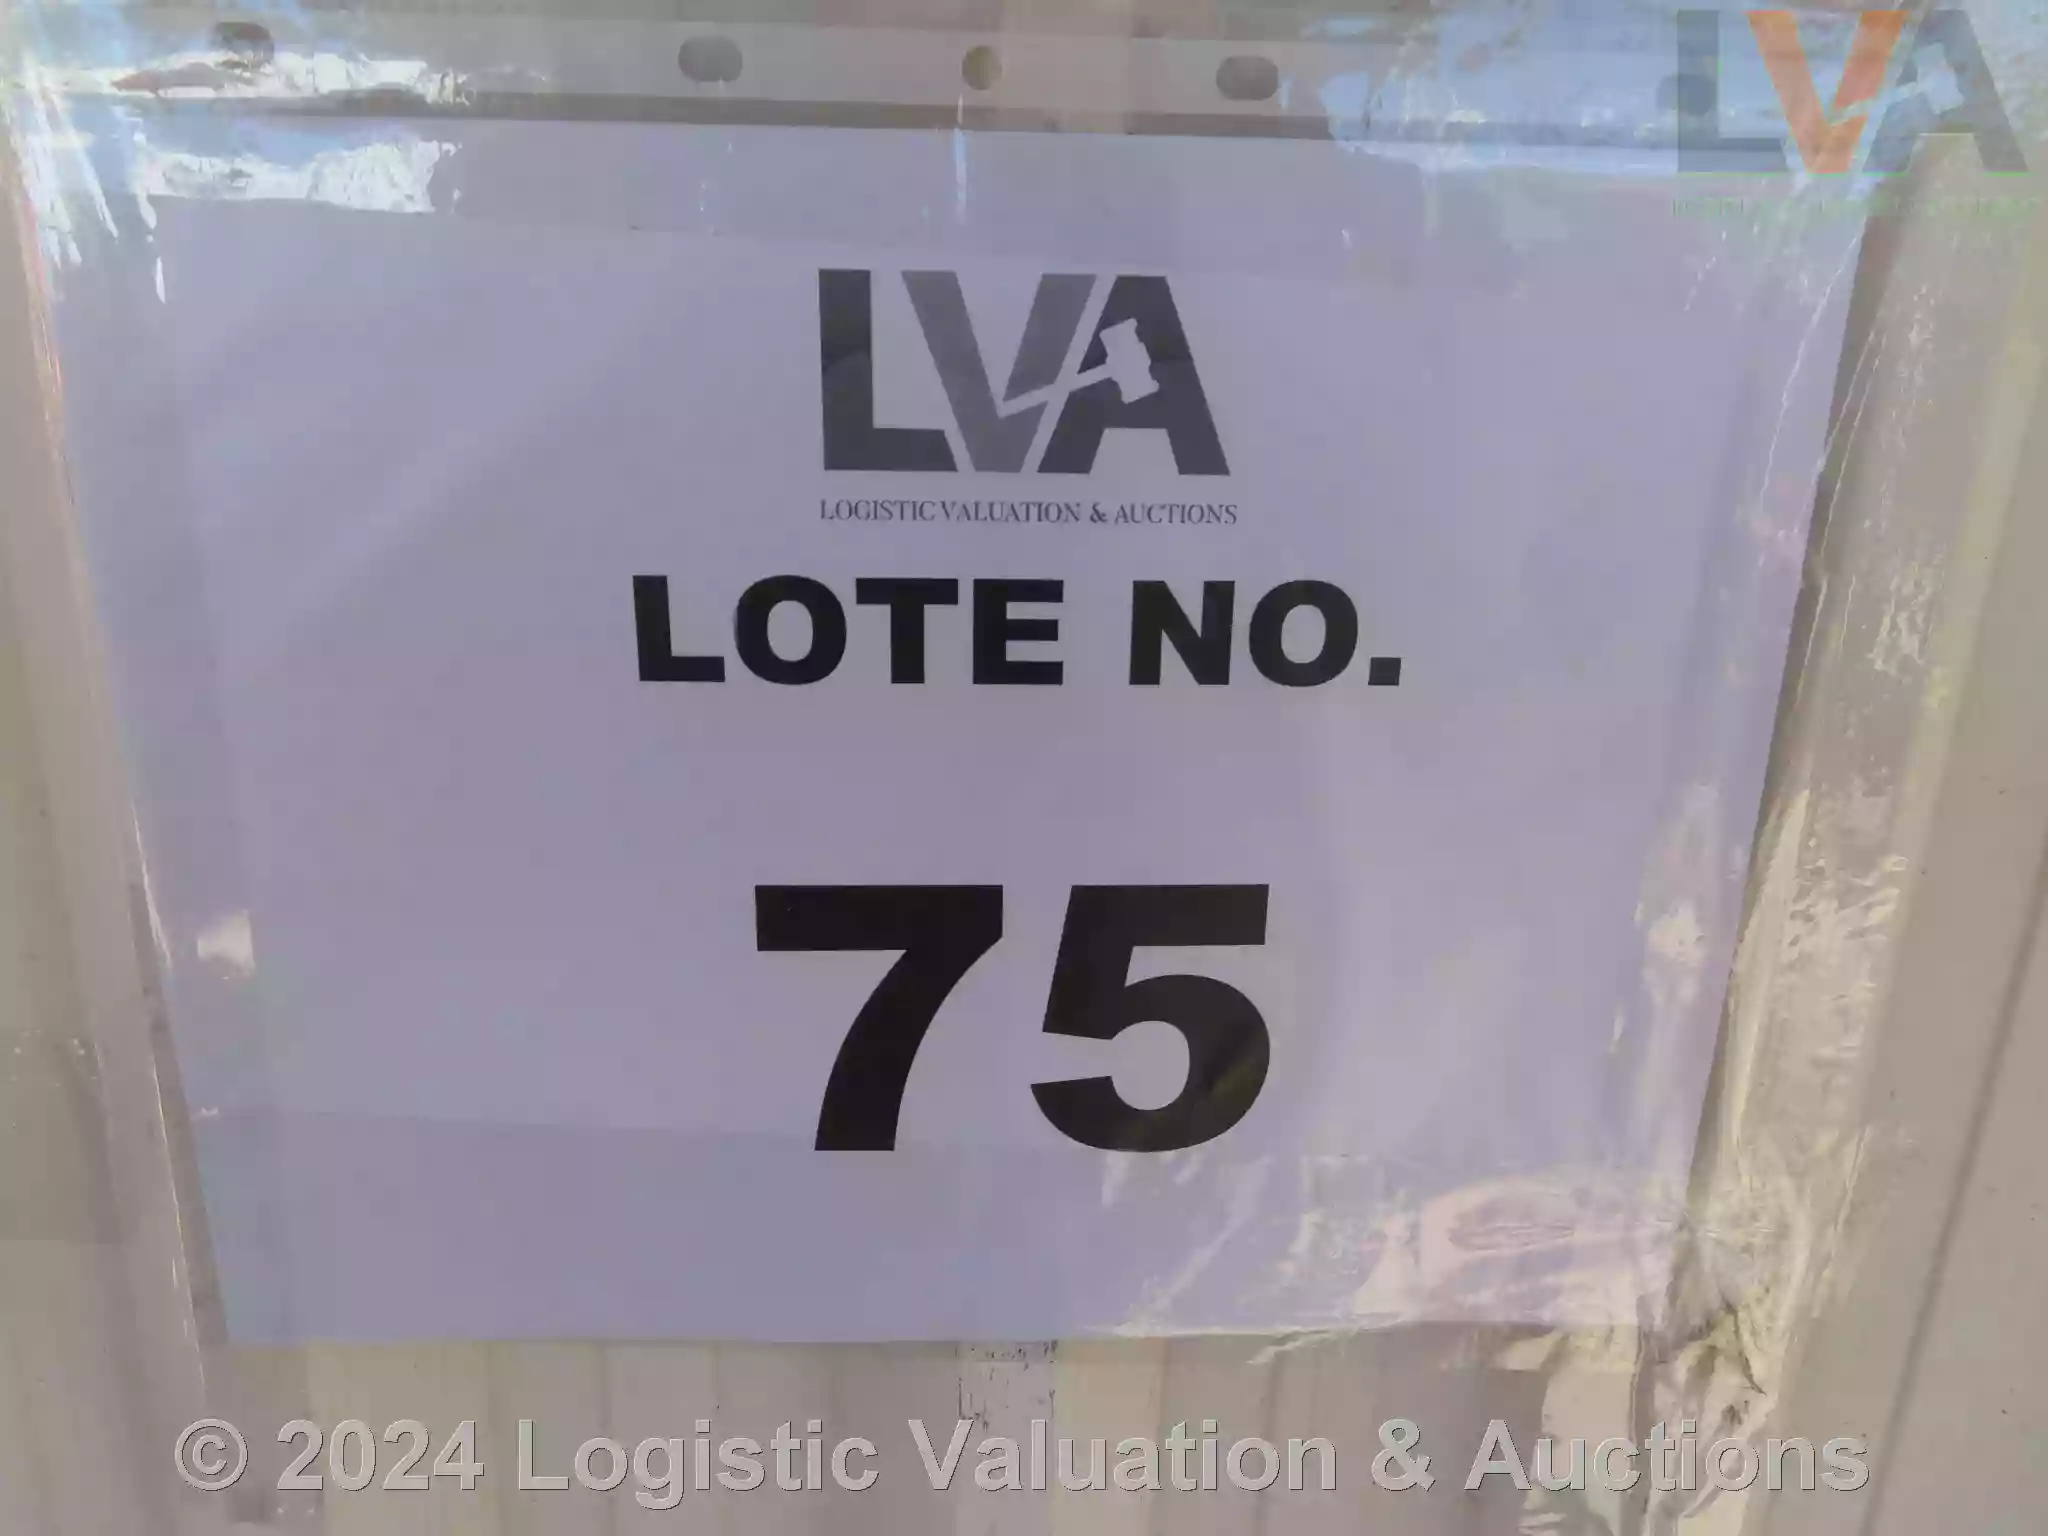 LVA
LVA
LOGISTIC VALUATION & AUCTIONS
LOTE NO.
75
© 2024 Logistic Valuation & Auctions